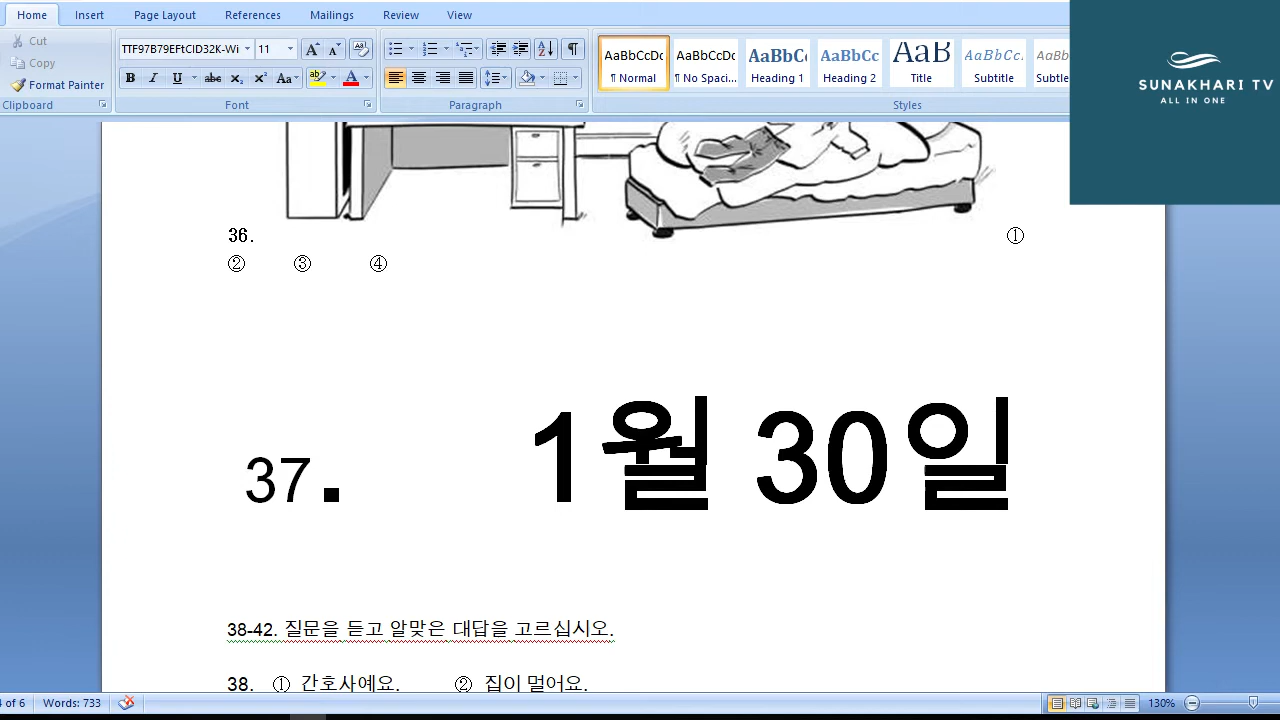 Home Insert Page Layout References Mailings Review View
Cut
Copy
Format Painter
Clipboard
TTF97B79EFtCID32K-Wi 11
Font
Paragraph
AaBbCcDc AaBbCcDc AaBbCc AaBbCc AaB AaBbCc.
¶ Normal ¶ No Spaci... Heading 1 Heading 2 Title Subtitle Subtle
Styles
SUNAKHARI TV
ALL IN ONE
36. ①
② ③ ④
37. 1월 30일
38-42. 질문을 듣고 알맞은 대답을 고르십시오.
38. ① 간호사예요. ② 집이 멀어요.
of 6 Words: 733 130%